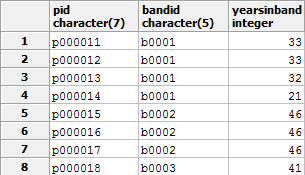 pid bandid yearsinband
character(7) character(5) integer
1 p000011 b0001 33
2 p000012 b0001 33
3 p000013 b0001 32
4 p000014 b0001 21
5 p000015 b0002 46
6 p000016 b0002 46
7 p000017 b0002 46
8 p000018 b0003 41